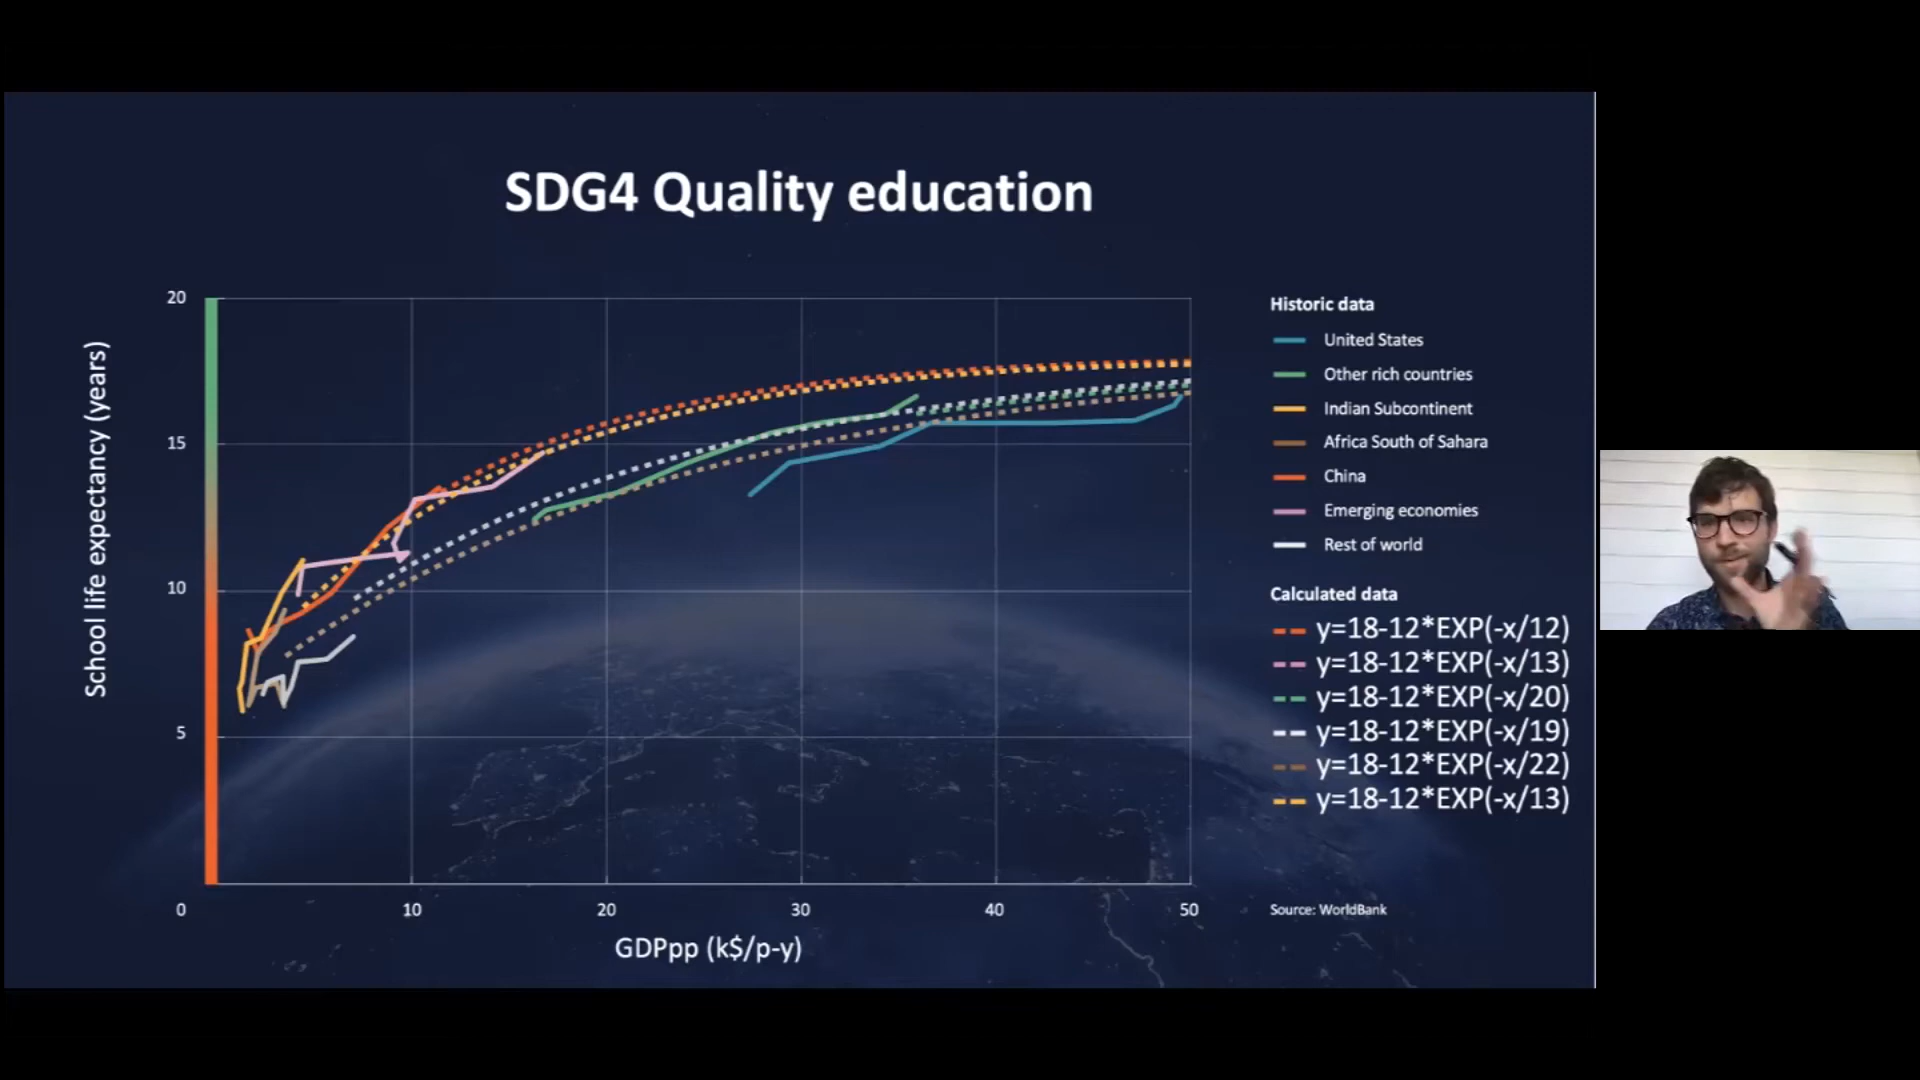 SDG4 Quality education
School life expectancy (years)
20
15
10
5
0
10
20
30
40
50
GDPpp (k$/p-y)
Historic data
United States
Other rich countries
Indian Subcontinent
Africa South of Sahara
China
Emerging economies
Rest of world
Calculated data
y=18-12*EXP(-x/12)
y=18-12*EXP(-x/13)
y=18-12*EXP(-x/20)
y=18-12*EXP(-x/19)
y=18-12*EXP(-x/22)
y=18-12*EXP(-x/13)
Source: WorldBank